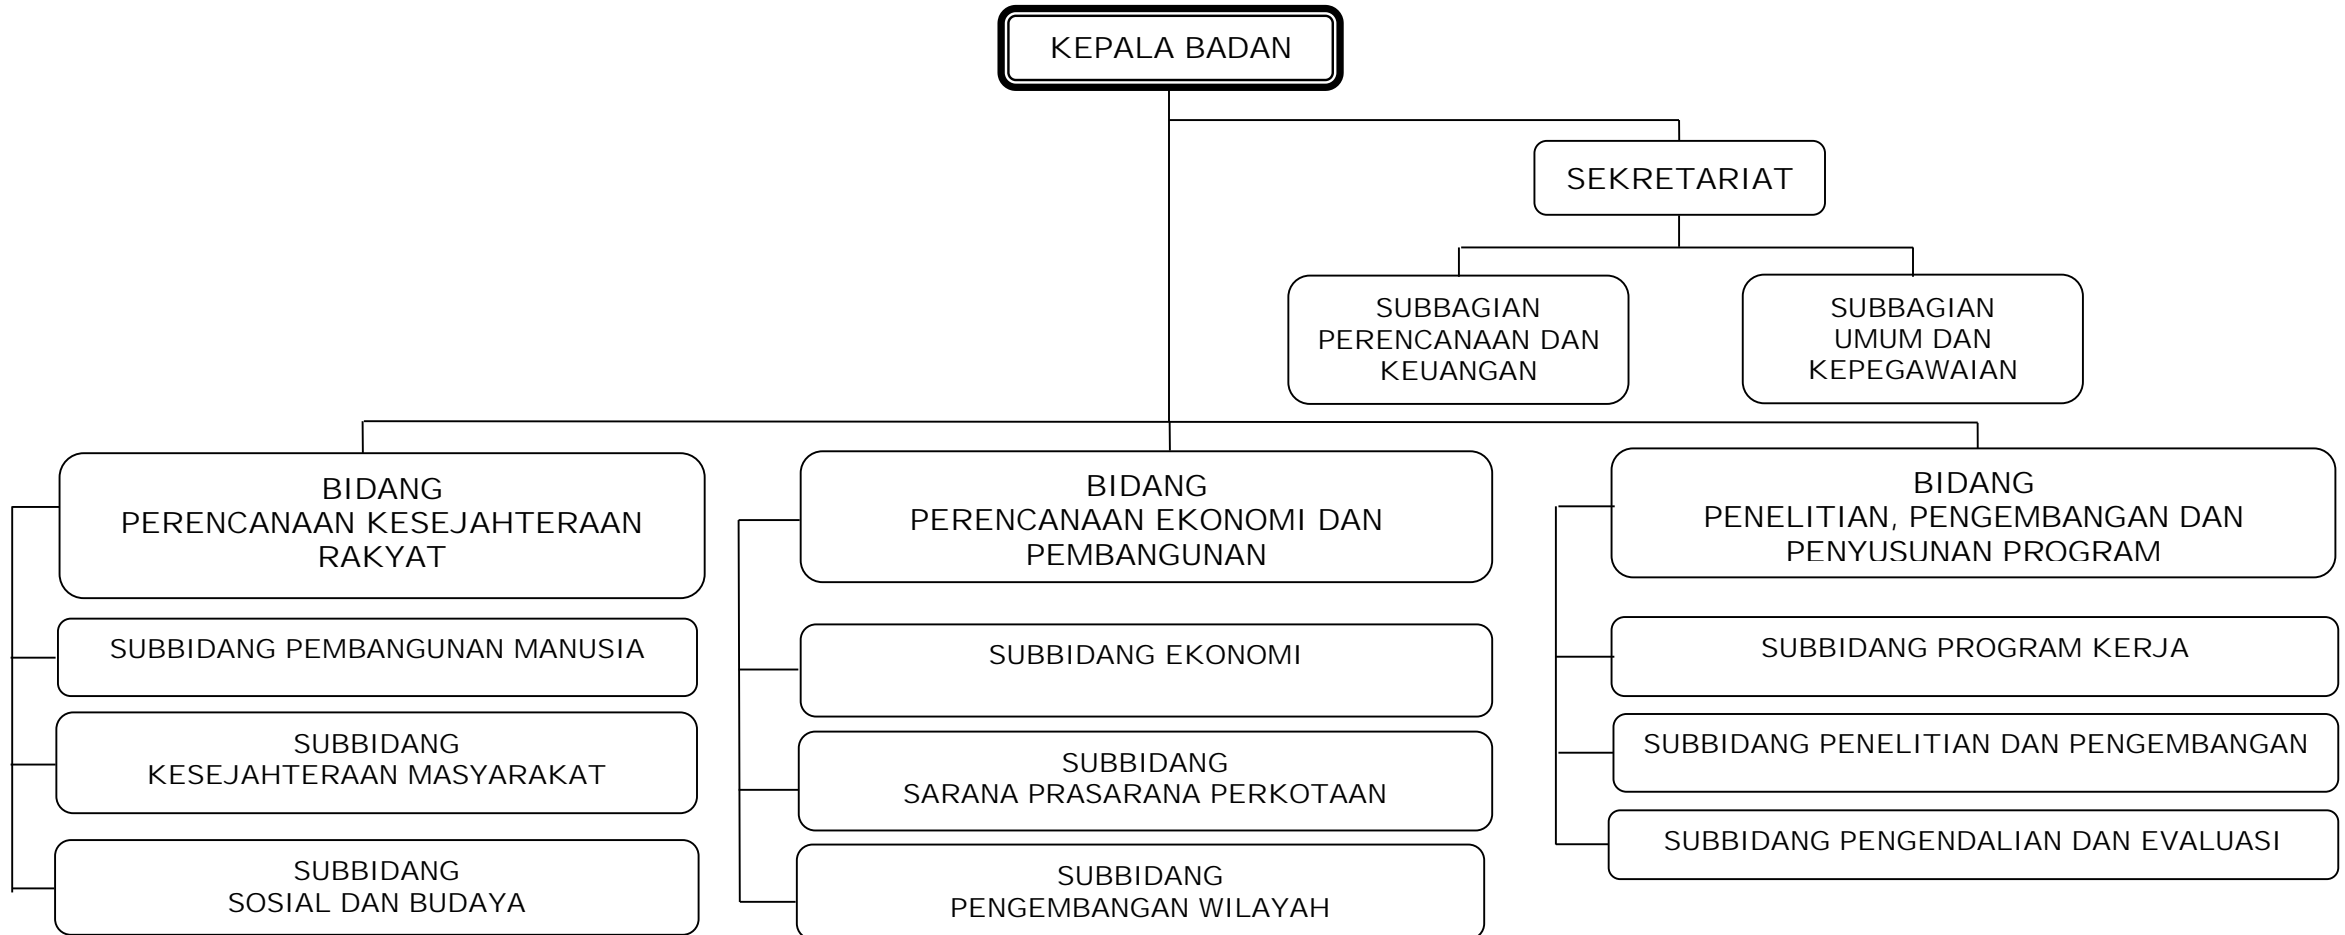 KEPALA BADAN
SEKRETARIAT
SUBBAGIAN
PERENCANAAN DAN
KEUANGAN
SUBBAGIAN
UMUM DAN
KEPEGAWAIAN
BIDANG
PERENCANAAN KESEJAHTERAAN
RAKYAT
BIDANG
PERENCANAAN EKONOMI DAN
PEMBANGUNAN
BIDANG
PENELITIAN, PENGEMBANGAN DAN
PENYUSUNAN PROGRAM
SUBBIDANG PEMBANGUNAN MANUSIA
SUBBIDANG
KESEJAHTERAAN MASYARAKAT
SUBBIDANG
SOSIAL DAN BUDAYA
SUBBIDANG EKONOMI
SUBBIDANG
SARANA PRASARANA PERKOTAAN
SUBBIDANG
PENGEMBANGAN WILAYAH
SUBBIDANG PROGRAM KERJA
SUBBIDANG PENELITIAN DAN PENGEMBANGAN
SUBBIDANG PENGENDALIAN DAN EVALUASI